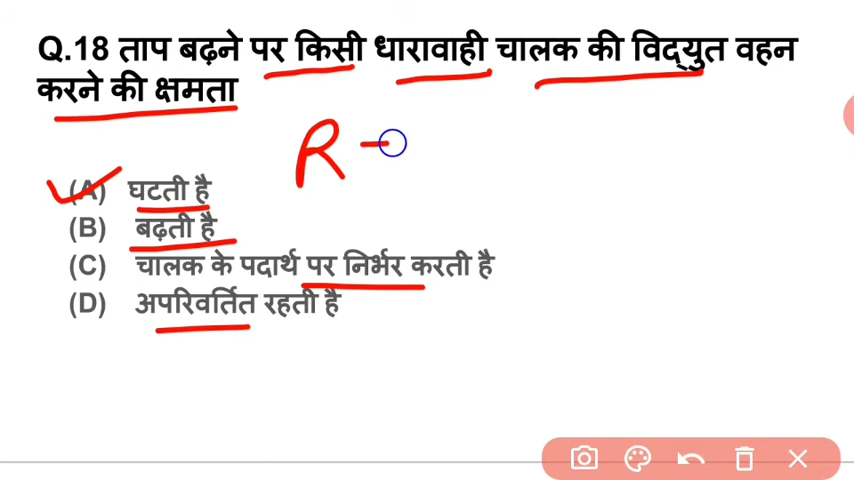 Q.18 ताप बढ़ने पर किसी धारावाही चालक की विद्युत वहन
करने की क्षमता
R -
(A) घटती है
(B) बढ़ती है
(C) चालक के पदार्थ पर निर्भर करती है
(D) अपरिवर्तित रहती है